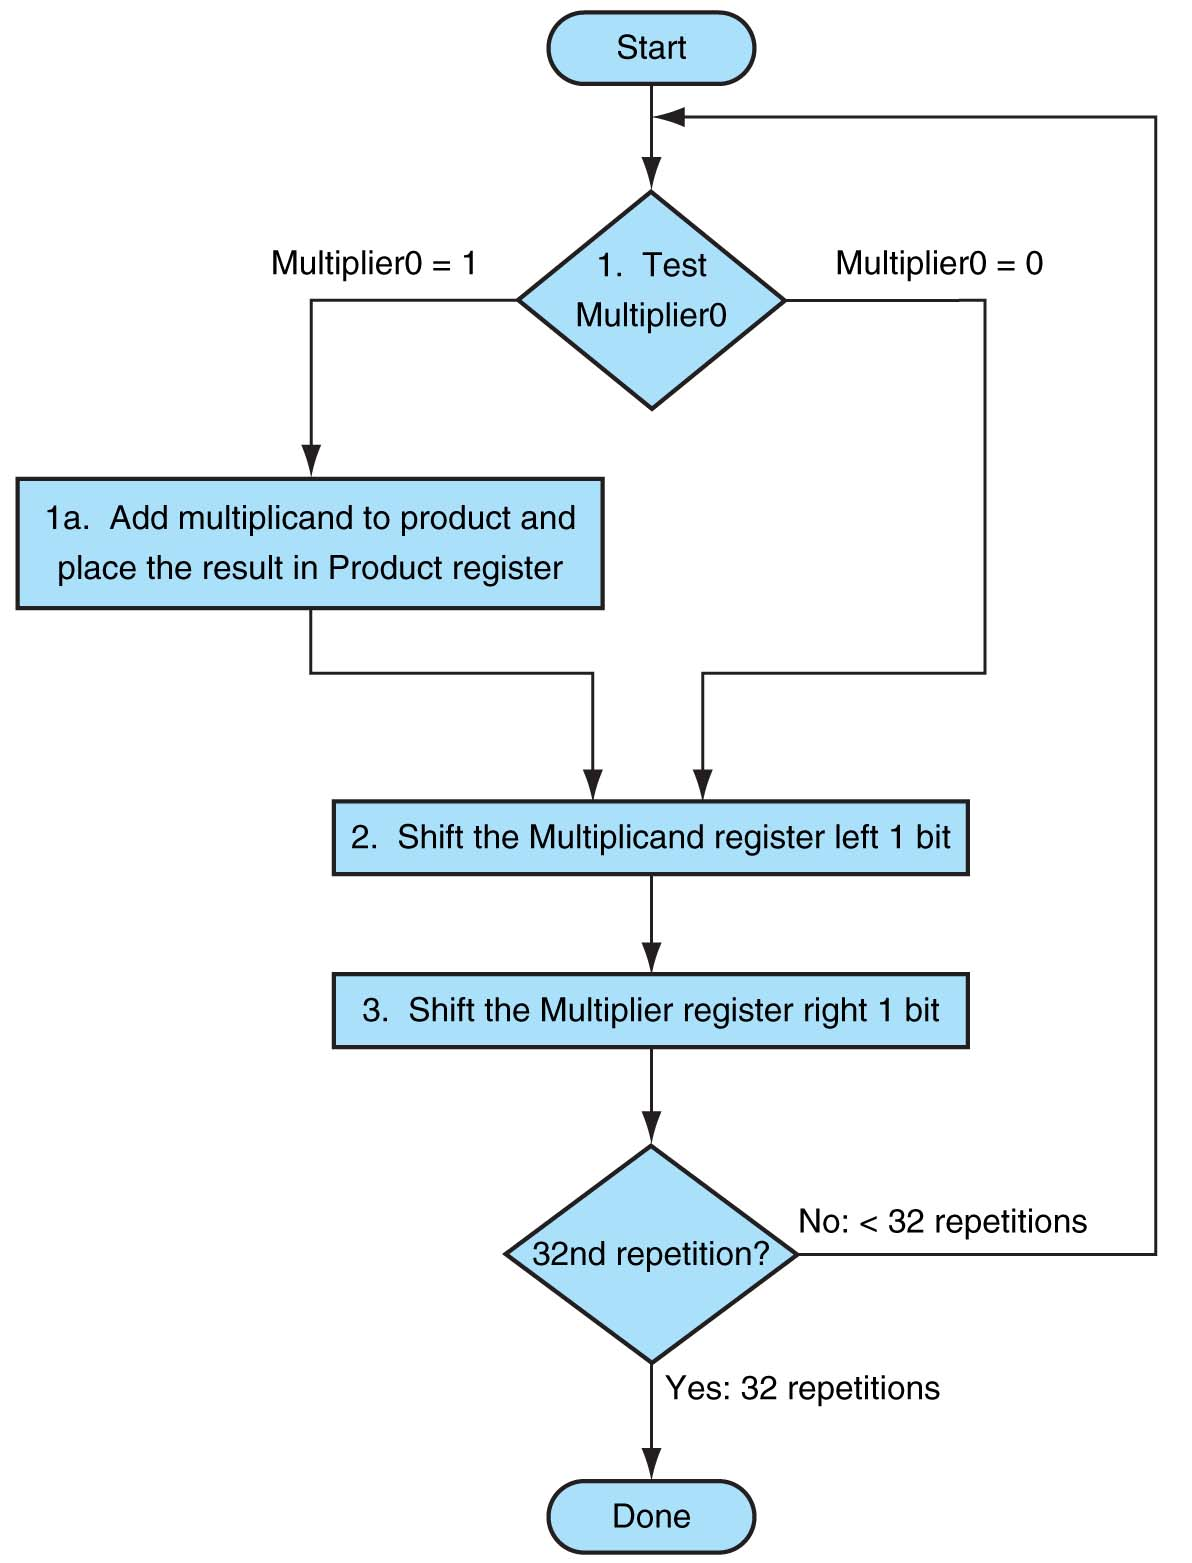 Start
Multiplier0 = 1
1. Test
Multiplier0
Multiplier0 = 0
1a. Add multiplicand to product and
place the result in Product register
2. Shift the Multiplicand register left 1 bit
3. Shift the Multiplier register right 1 bit
32nd repetition?
No: < 32 repetitions
Yes: 32 repetitions
Done